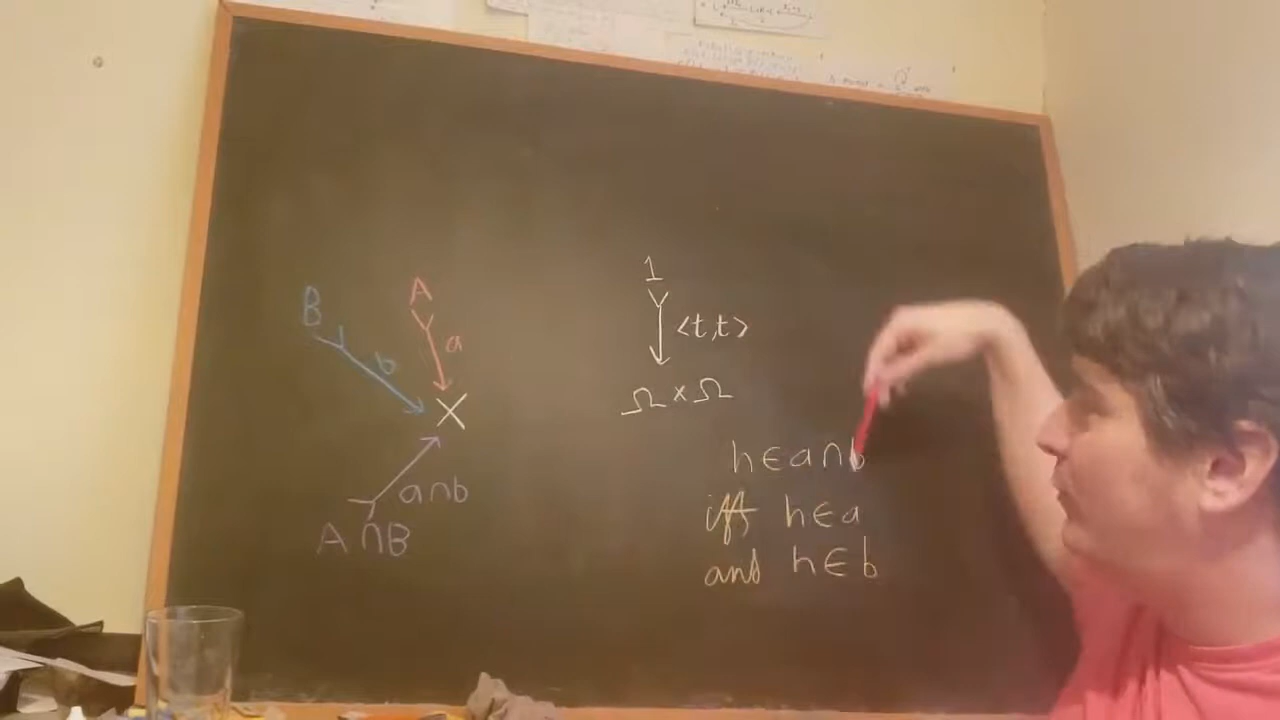 1
<t,t>
Ω x Ω
B
A
b
a
X
a∩b
A∩B
h∈a∩b
iff h∈a
and h∈b